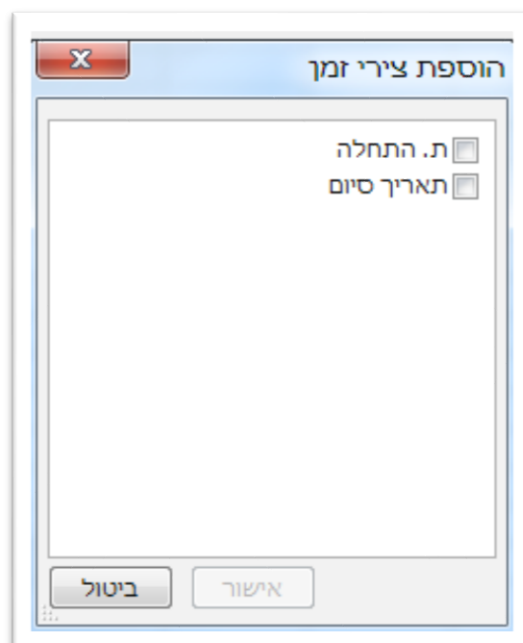 הוספת צירי זמן
ת. התחלה
תאריך סיום
אישור
ביטול